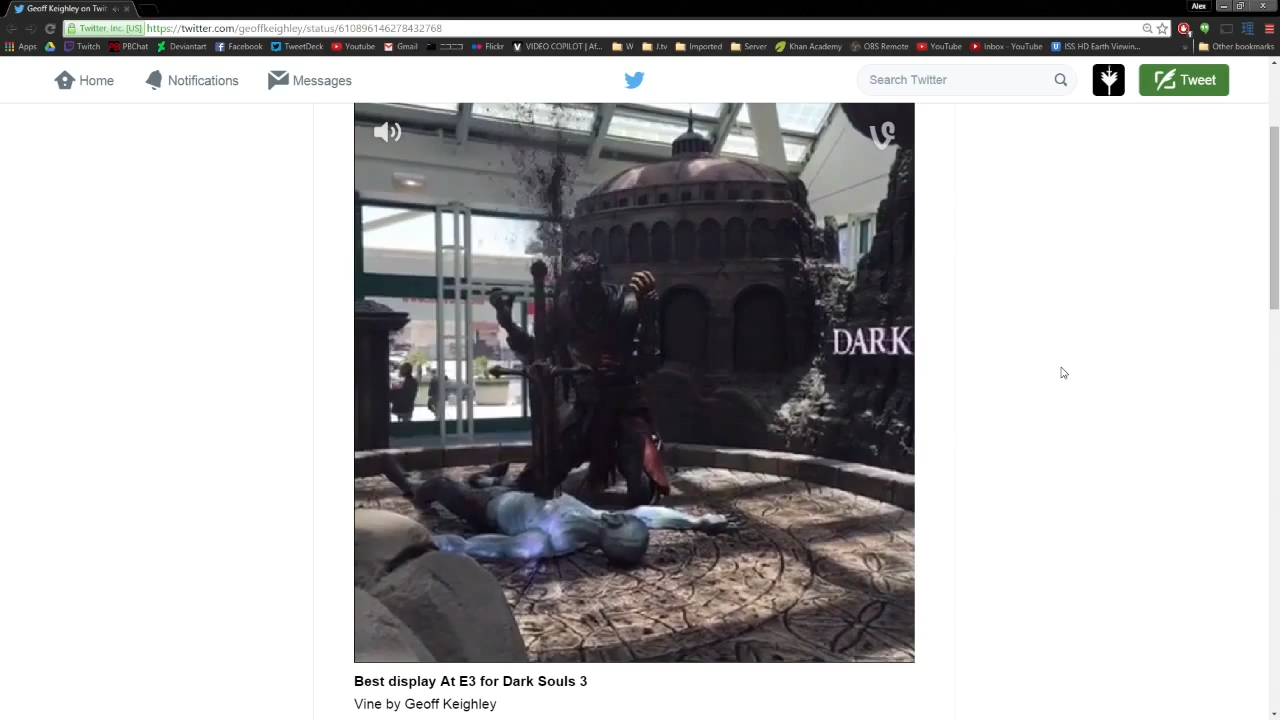 Geoff Keighley on Twit
Alex
Twitter, Inc. [US] https://twitter.com/geoffkeighley/status/610896146278432768
Apps Twitch PBChat Deviantart Facebook TweetDeck Youtube Gmail Flickr VIDEO COPILOT | Af... W J.tv Imported Server Khan Academy OBS Remote YouTube Inbox - YouTube ISS HD Earth Viewin... » Other bookmarks
Home Notifications Messages Search Twitter Tweet
DARK
Best display At E3 for Dark Souls 3
Vine by Geoff Keighley